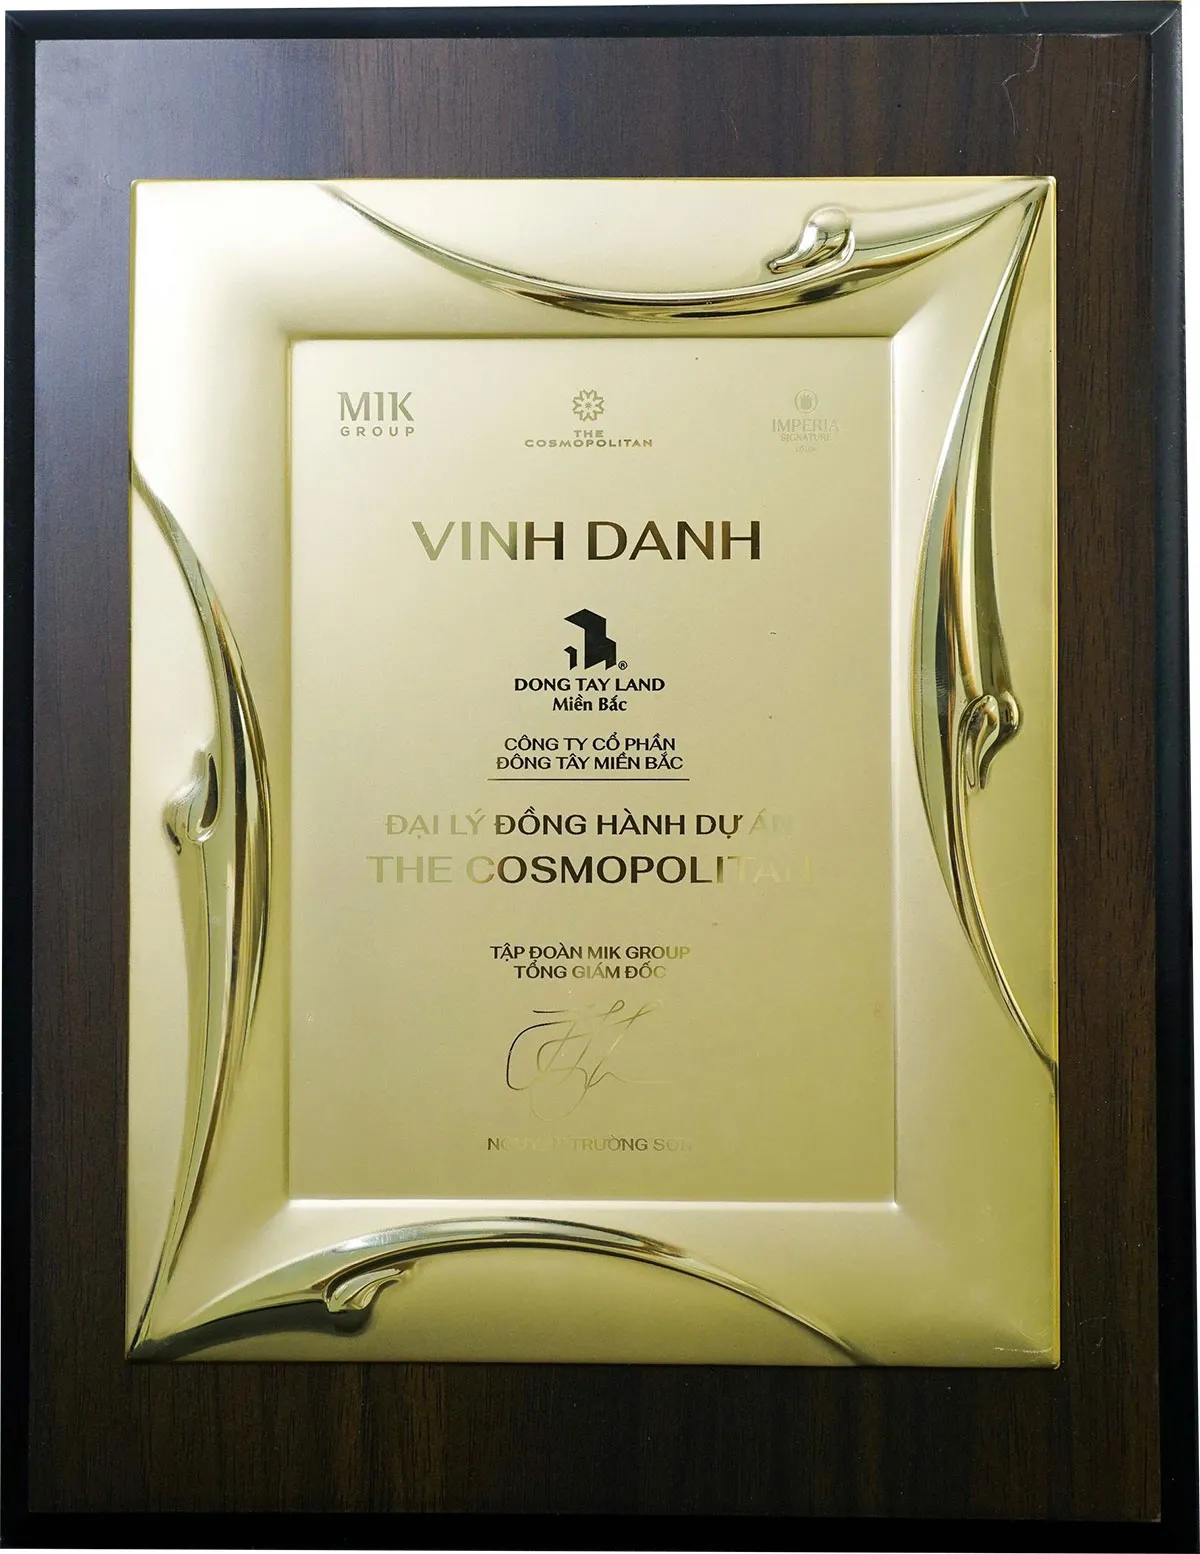 MIK
GROUP
THE
COSMOPOLITAN
IMPERIA
SIGNATURE
VINH DANH
®
DONG TAY LAND
Miền Bắc
CÔNG TY CỔ PHẦN
ĐÔNG TÂY MIỀN BẮC
ĐẠI LÝ ĐỒNG HÀNH DỰ ÁN
THE COSMOPOLITAN
TẬP ĐOÀN MIK GROUP
TỔNG GIÁM ĐỐC
TRƯỜNG SƠN